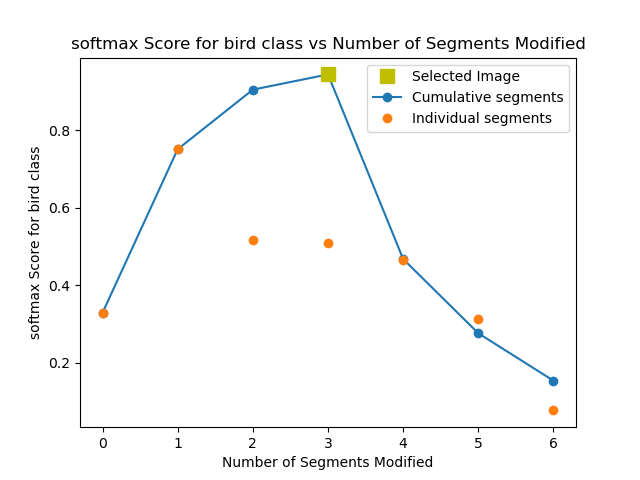 softmax Score for bird class vs Number of Segments Modified
Selected Image
Cumulative segments
Individual segments
softmax Score for bird class
0.8
0.6
0.4
0.2
0 1 2 3 4 5 6
Number of Segments Modified